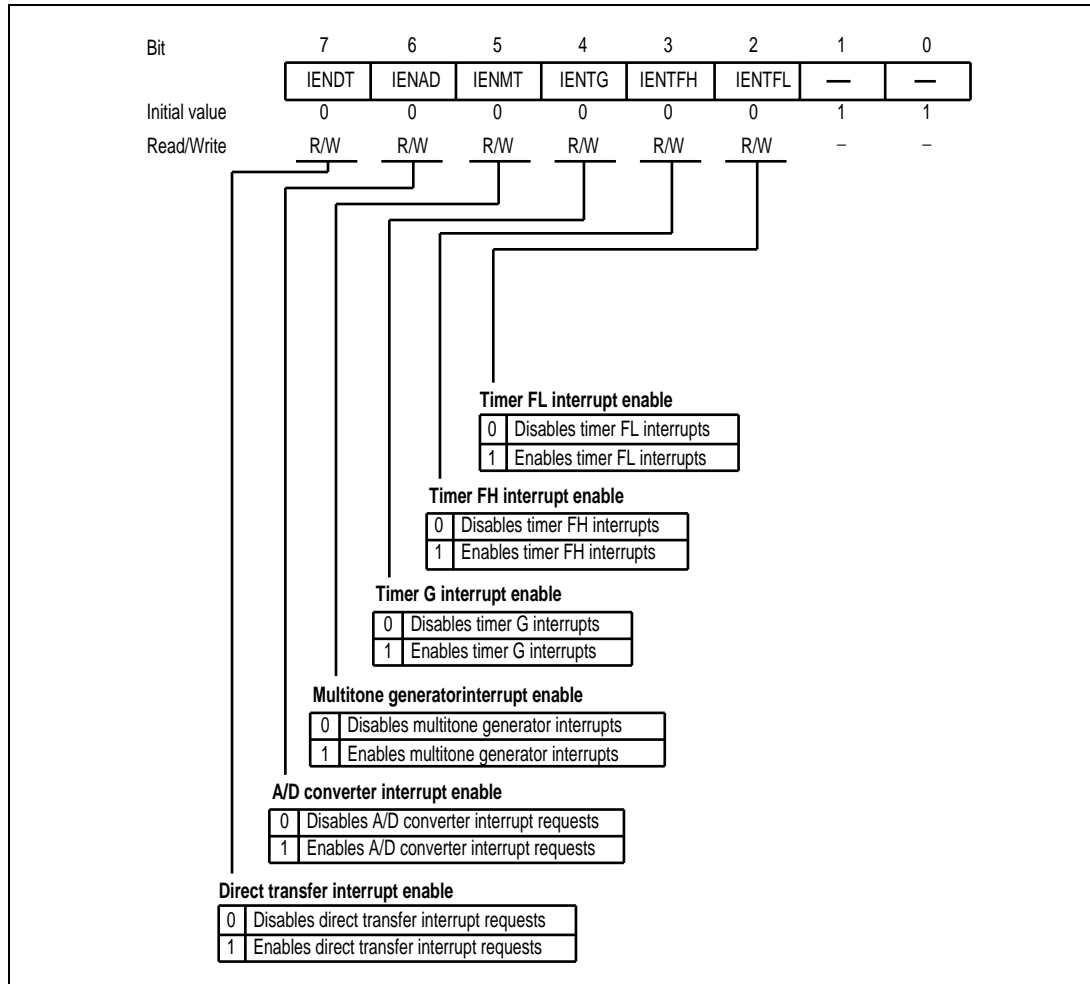 Bit 7 6 5 4 3 2 1 0
IENDT IENAD IENMT IENTG IENTFH IENTFL — —
Initial value 0 0 0 0 0 0 1 1
Read/Write R/W R/W R/W R/W R/W R/W – –
Timer FL interrupt enable
0 Disables timer FL interrupts
1 Enables timer FL interrupts
Timer FH interrupt enable
0 Disables timer FH interrupts
1 Enables timer FH interrupts
Timer G interrupt enable
0 Disables timer G interrupts
1 Enables timer G interrupts
Multitone generatorinterrupt enable
0 Disables multitone generator interrupts
1 Enables multitone generator interrupts
A/D converter interrupt enable
0 Disables A/D converter interrupt requests
1 Enables A/D converter interrupt requests
Direct transfer interrupt enable
0 Disables direct transfer interrupt requests
1 Enables direct transfer interrupt requests